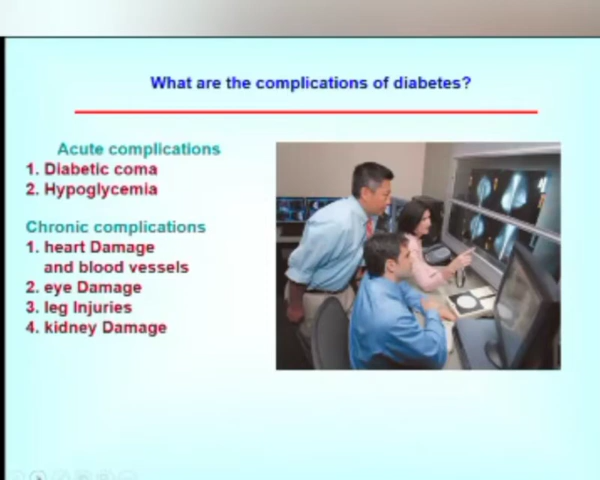 What are the complications of diabetes?
Acute complications
1. Diabetic coma
2. Hypoglycemia
Chronic complications
1. heart Damage
and blood vessels
2. eye Damage
3. leg Injuries
4. kidney Damage